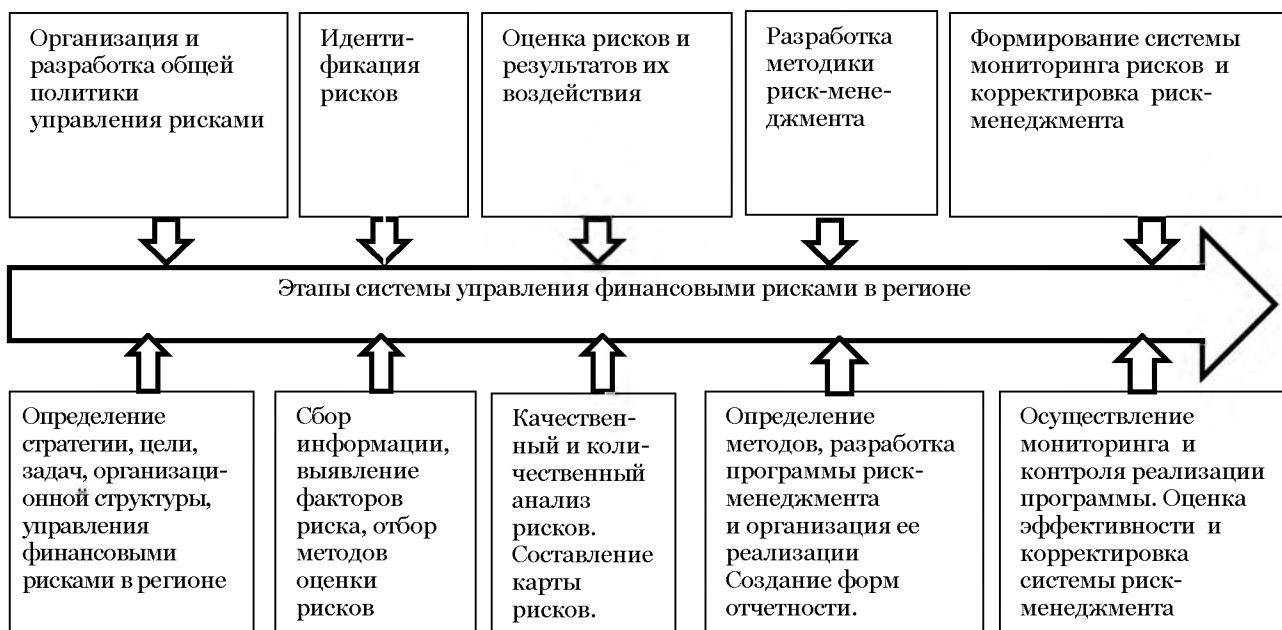 Организация и
разработка общей
политики
управления рисками
Иденти-
фикация
рисков
Оценка рисков и
результатов их
воздействия
Разработка
методики
риск-мене-
джмента
Формирование системы
мониторинга рисков и
корректировка риск-
менеджмента
Этапы системы управления финансовыми рисками в регионе
Определение
стратегии, цели,
задач, организаци-
онной структуры,
управления
финансовыми
рисками в регионе
Сбор
информации,
выявление
факторов
риска, отбор
методов
оценки
рисков
Качествен-
ный и коли-
чественный
анализ
рисков.
Составление
карты
рисков.
Определение
методов, разработка
программы риск-
менеджмента
и организация ее
реализации
Создание форм
отчетности.
Осуществление
мониторинга и
контроля реализации
программы. Оценка
эффективности и
корректировка
системы риск-
менеджмента